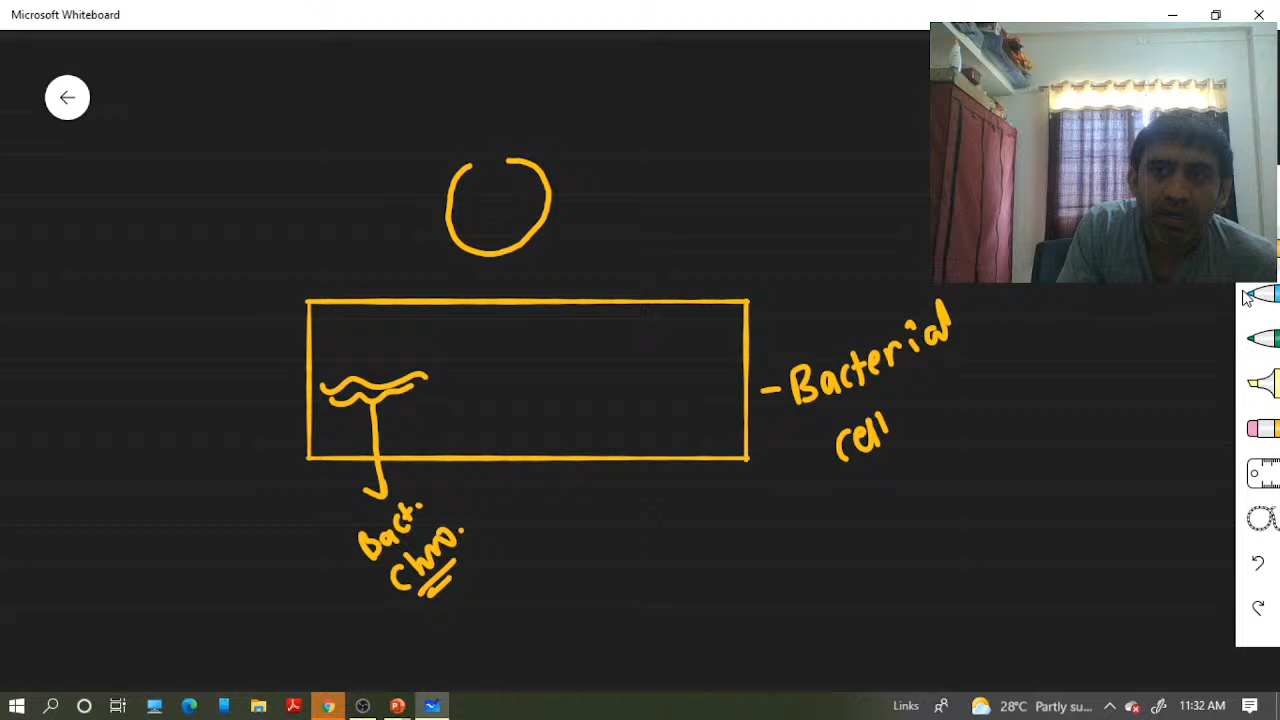 Microsoft Whiteboard
- Bacterial
cell
Bact.
Chro.
Links
28°C Partly su...
11:32 AM